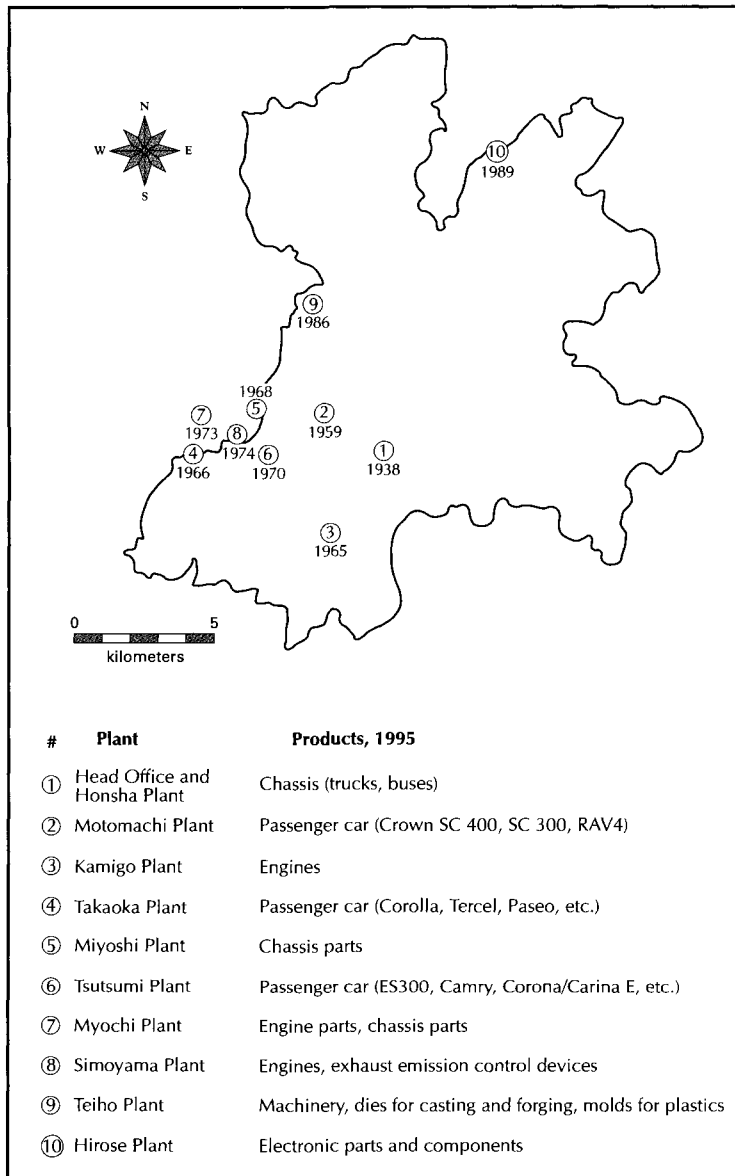 N
W E
S
⑩
1989
⑨
1986
1968
⑦ ⑤ ②
1973 ⑧ 1959
④ 1974 ⑥ ①
1966 1970 1938
③
1965
0 5
kilometers
# Plant Products, 1995
① Head Office and
Honsha Plant Chassis (trucks, buses)
② Motomachi Plant Passenger car (Crown SC 400, SC 300, RAV4)
③ Kamigo Plant Engines
④ Takaoka Plant Passenger car (Corolla, Tercel, Paseo, etc.)
⑤ Miyoshi Plant Chassis parts
⑥ Tsutsumi Plant Passenger car (ES300, Camry, Corona/Carina E, etc.)
⑦ Myochi Plant Engine parts, chassis parts
⑧ Simoyama Plant Engines, exhaust emission control devices
⑨ Teiho Plant Machinery, dies for casting and forging, molds for plastics
⑩ Hirose Plant Electronic parts and components